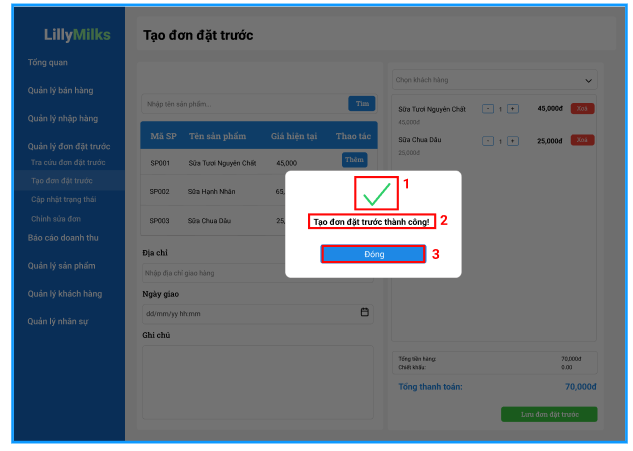 LillyMilks
Tổng quan
Quản lý bán hàng
Quản lý nhập hàng
Quản lý đơn đặt trước
Tra cứu đơn đặt trước
Tạo đơn đặt trước
Cập nhật trạng thái
Chỉnh sửa đơn
Báo cáo doanh thu
Quản lý sản phẩm
Quản lý khách hàng
Quản lý nhân sự
Tạo đơn đặt trước
Nhập tên sản phẩm...
Tìm
Mã SP Tên sản phẩm Giá hiện tại Thao tác
SP001 Sữa Tươi Nguyên Chất 45,000 Thêm
SP002 Sữa Hạnh Nhân 65,
SP003 Sữa Chua Dâu 25,
Địa chỉ
Nhập địa chỉ giao hàng
Ngày giao
dd/mm/yy hh:mm
Ghi chú
Chọn khách hàng
Sữa Tươi Nguyên Chất - 1 + 45,000đ Xoá
45,000đ
Sữa Chua Dâu - 1 + 25,000đ Xoá
25,000đ
Tổng tiền hàng: 70,000đ
Chiết khấu: 0.00
Tổng thanh toán: 70,000đ
Lưu đơn đặt trước
1
Tạo đơn đặt trước thành công! 2
Đóng 3